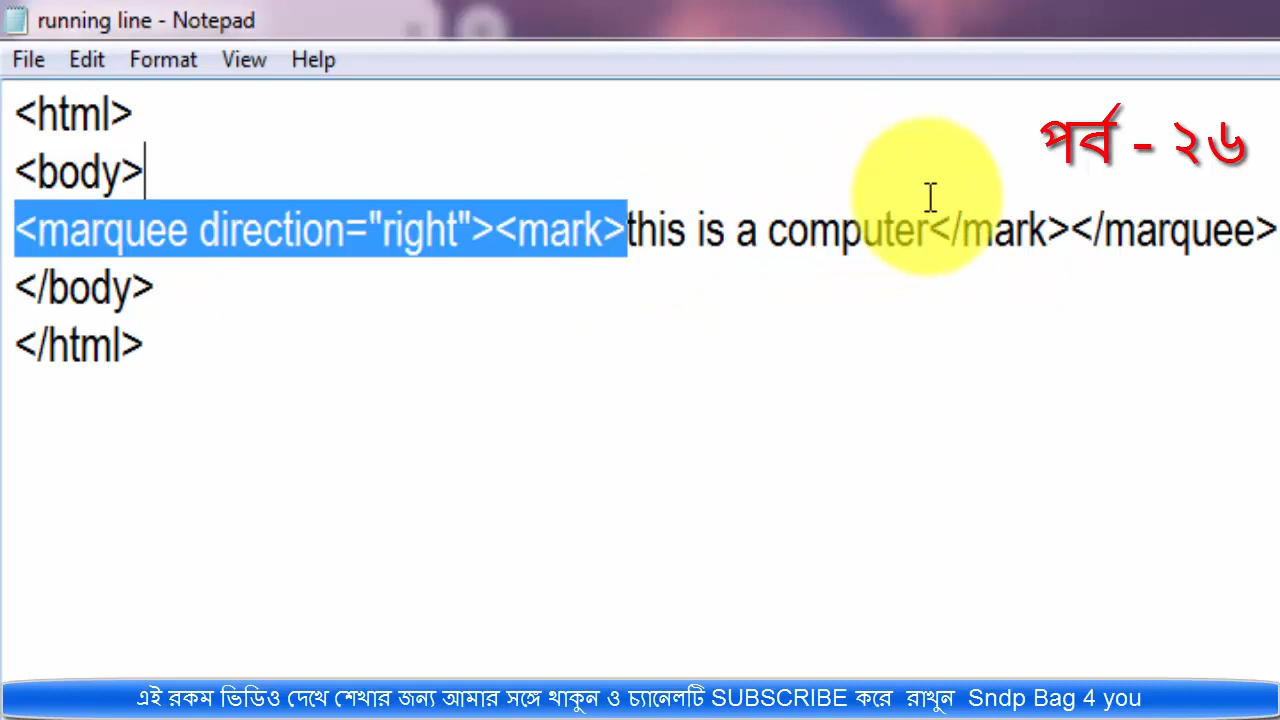 running line - Notepad
File Edit Format View Help
<html>
পর্ব - ২৬
<body>
<marquee direction="right"><mark>this is a computer</mark></marquee>
</body>
</html>
এই রকম ভিডিও দেখে শেখার জন্য আমার সঙ্গে থাকুন ও চ্যানেলটি SUBSCRIBE করে রাখুন Sndp Bag 4 you